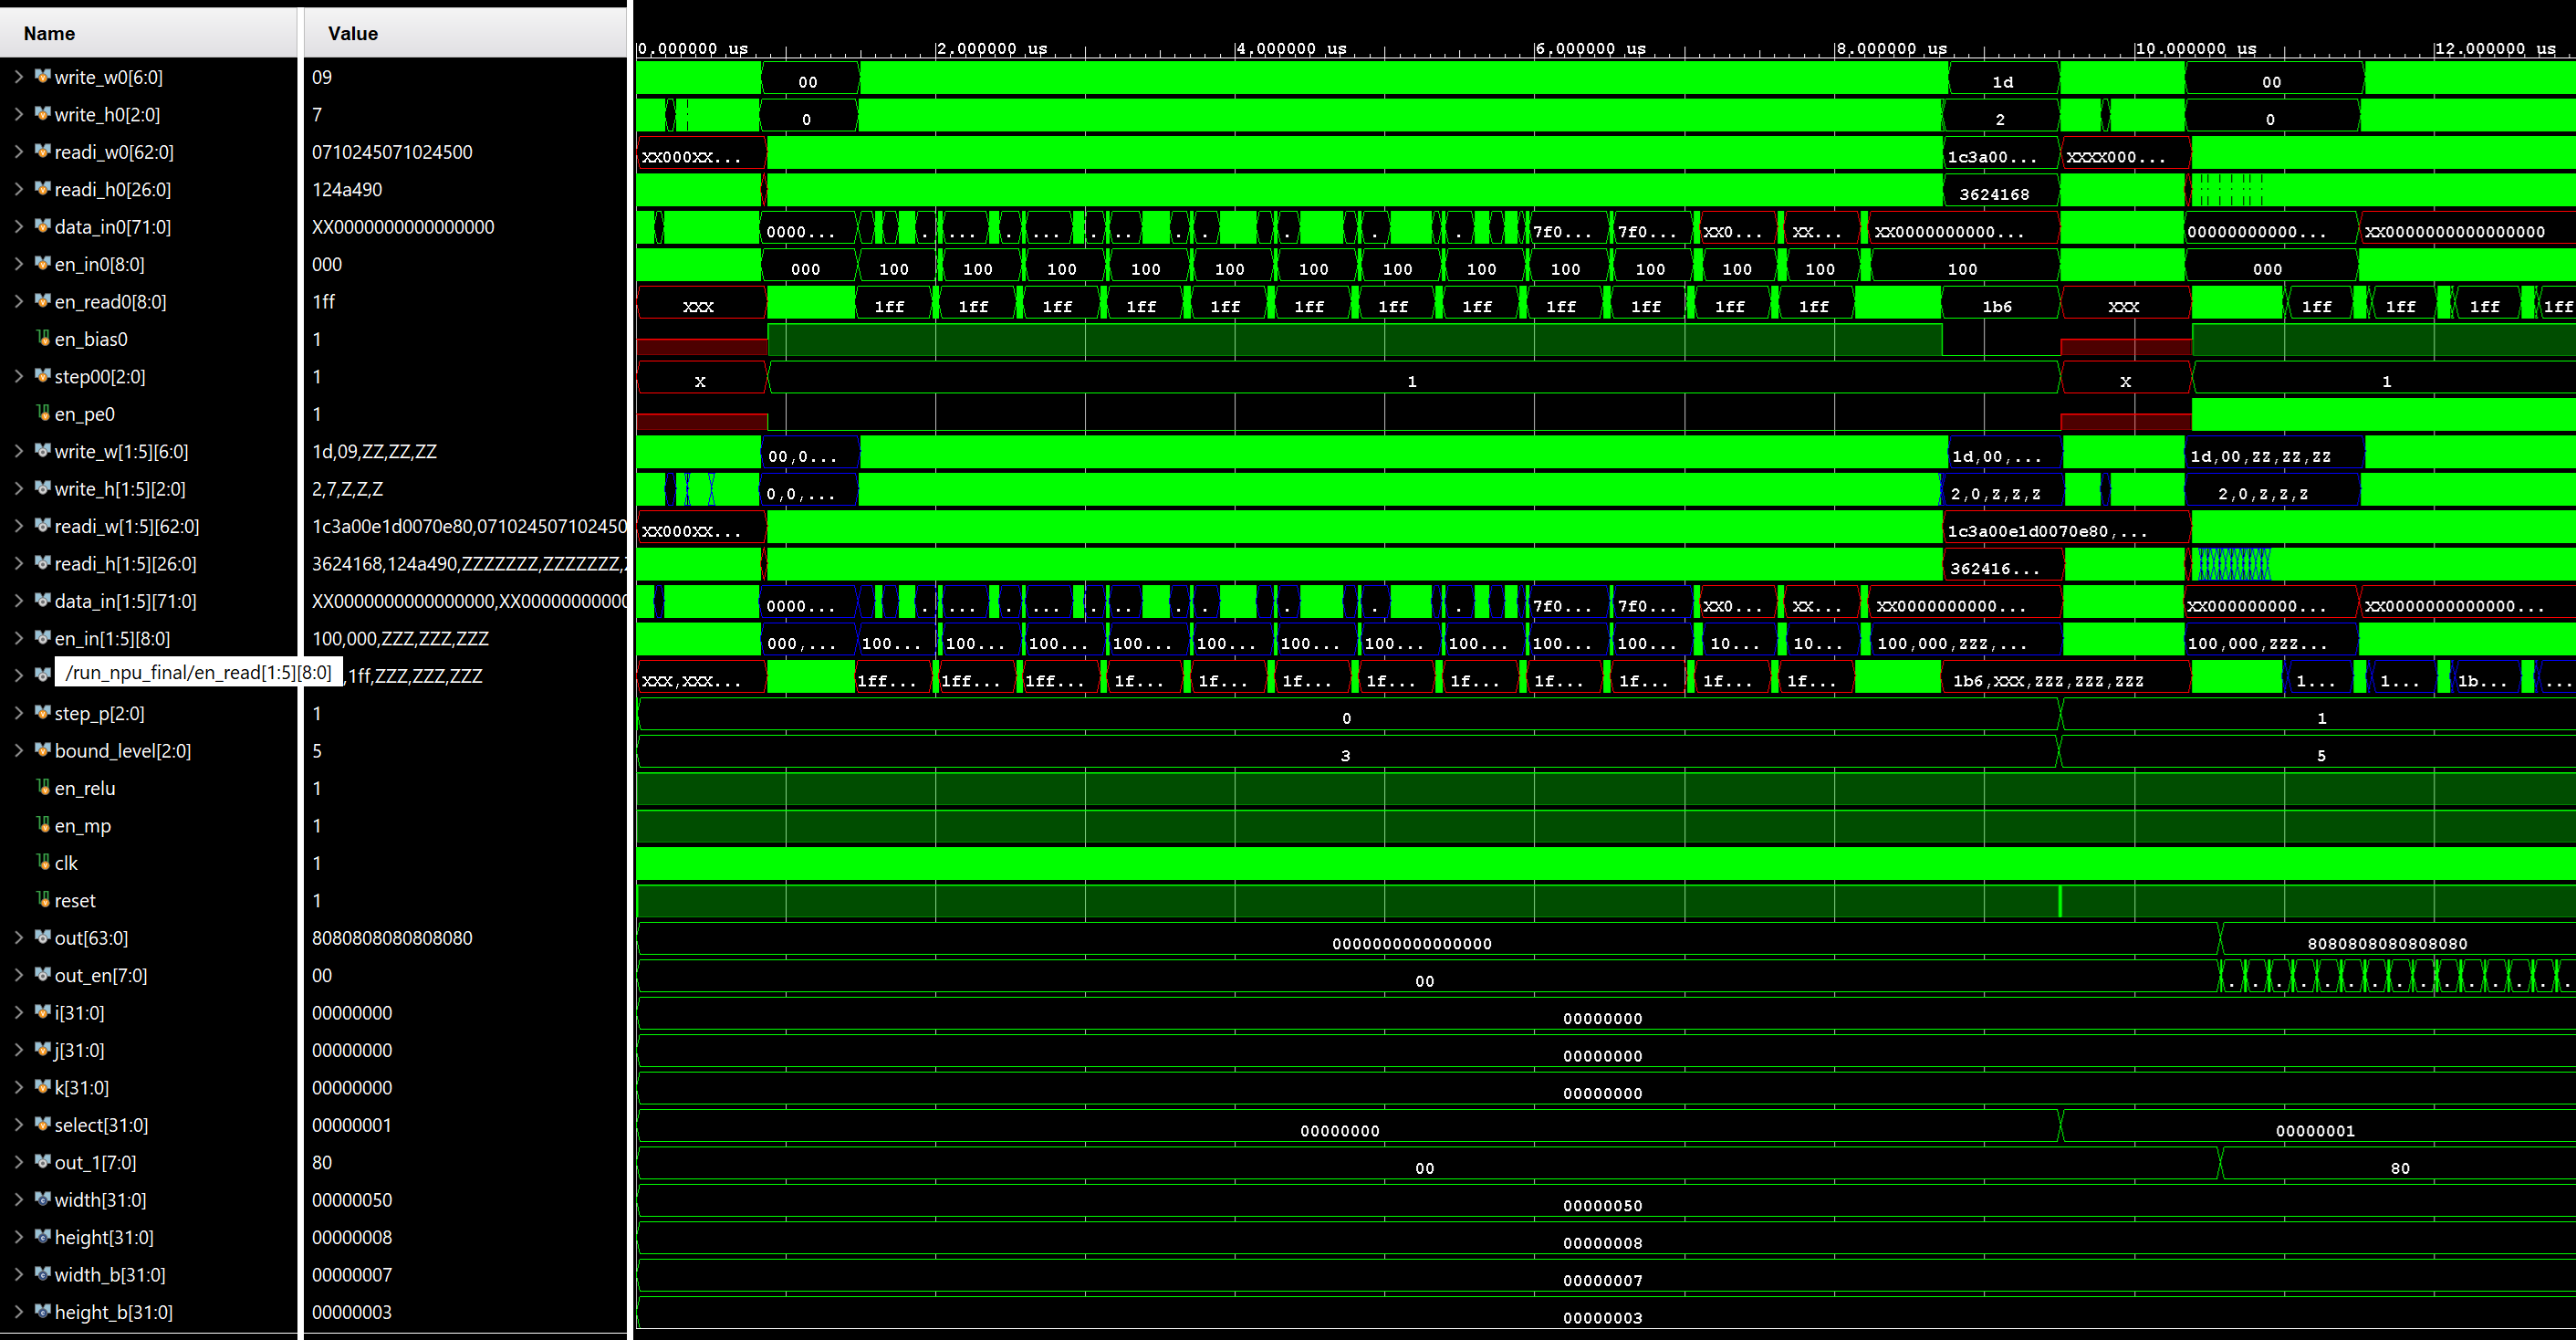 Name Value
0.000000 us 2.000000 us 4.000000 us 6.000000 us 8.000000 us 10.000000 us 12.000000 us
write_w0[6:0] 09 00 1d 00
write_h0[2:0] 7 0 2 0
readi_w0[62:0] 0710245071024500 XX000XX... 1c3a00... XXXX000...
readi_h0[26:0] 124a490 3624168
data_in0[71:0] XX0000000000000000 0000... . ... . ... . .. . . . . . 7f0... 7f0... XX0... XX... XX0000000000... 00000000000... XX0000000000000000
en_in0[8:0] 000 000 100 100 100 100 100 100 100 100 100 100 100 100 100 000
en_read0[8:0] 1ff XXX 1ff 1ff 1ff 1ff 1ff 1ff 1ff 1ff 1ff 1ff 1ff 1ff 1b6 XXX 1ff 1ff 1ff 1ff
en_bias0 1
step00[2:0] 1 X 1 X 1
en_pe0 1
write_w[1:5][6:0] 1d,09,ZZ,ZZ,ZZ 00,0... 1d,00,... 1d,00,ZZ,ZZ,ZZ
write_h[1:5][2:0] 2,7,Z,Z,Z 0,0,... 2,0,Z,Z,Z 2,0,Z,Z,Z
readi_w[1:5][62:0] 1c3a00e1d0070e80,071024507102450 XX000XX... 1c3a00e1d0070e80,...
readi_h[1:5][26:0] 3624168,124a490,ZZZZZZZ,ZZZZZZZ, 362416...
data_in[1:5][71:0] XX0000000000000000,XX00000000000 0000... . ... . ... . .. . . . . . 7f0... 7f0... XX0... XX... XX0000000000... XX000000000... XX0000000000000...
en_in[1:5][8:0] 100,000,ZZZ,ZZZ,ZZZ 000,... 100... 100... 100... 100... 100... 100... 100... 100... 100... 100... 10... 10... 100,000,ZZZ,... 100,000,ZZZ...
/run_npu_final/en_read[1:5][8:0] ,1ff,ZZZ,ZZZ,ZZZ XXX,XXX... 1ff... 1ff... 1ff... 1f... 1f... 1f... 1f... 1f... 1f... 1f... 1f... 1f... 1b6,XXX,ZZZ,ZZZ,ZZZ 1... 1... 1b... ...
step_p[2:0] 1 0 1
bound_level[2:0] 5 3 5
en_relu 1
en_mp 1
clk 1
reset 1
out[63:0] 8080808080808080 0000000000000000 8080808080808080
out_en[7:0] 00 00 . . . . . . . . . . . . . . .
i[31:0] 00000000 00000000
j[31:0] 00000000 00000000
k[31:0] 00000000 00000000
select[31:0] 00000001 00000000 00000001
out_1[7:0] 80 00 80
width[31:0] 00000050 00000050
height[31:0] 00000008 00000008
width_b[31:0] 00000007 00000007
height_b[31:0] 00000003 00000003